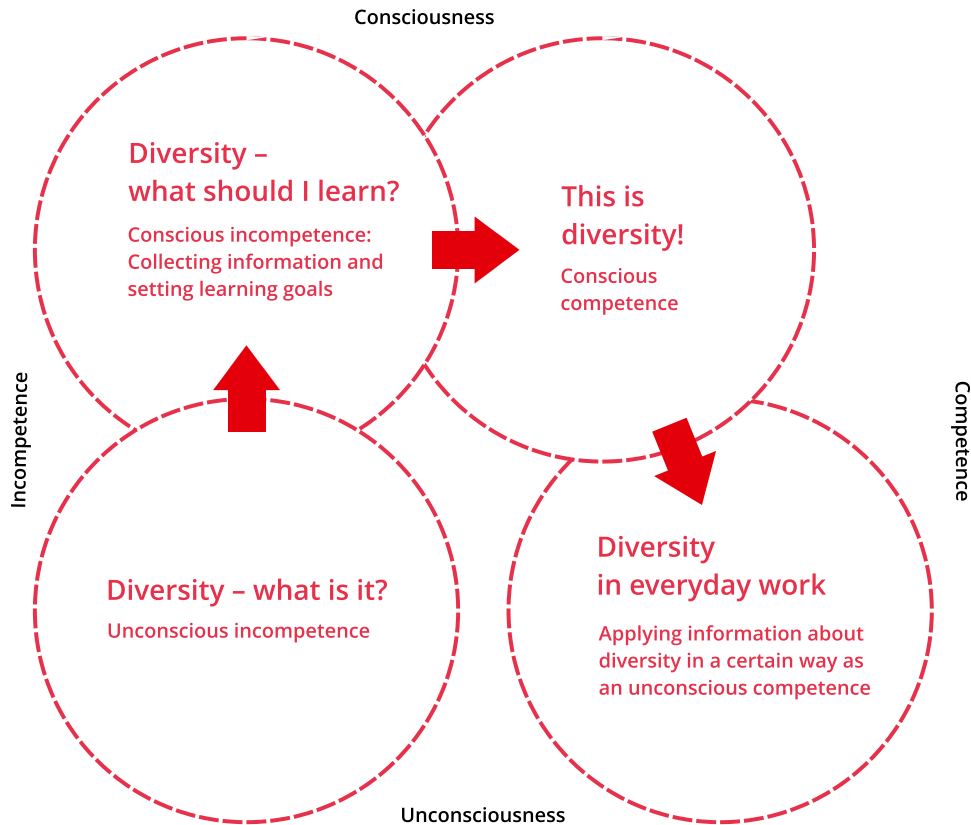 Consciousness
Diversity –
what should I learn?
Conscious incompetence:
Collecting information and
setting learning goals
This is
diversity!
Conscious
competence
Incompetence
Competence
Diversity – what is it?
Unconscious incompetence
Diversity
in everyday work
Applying information about
diversity in a certain way as
an unconscious competence
Unconsciousness